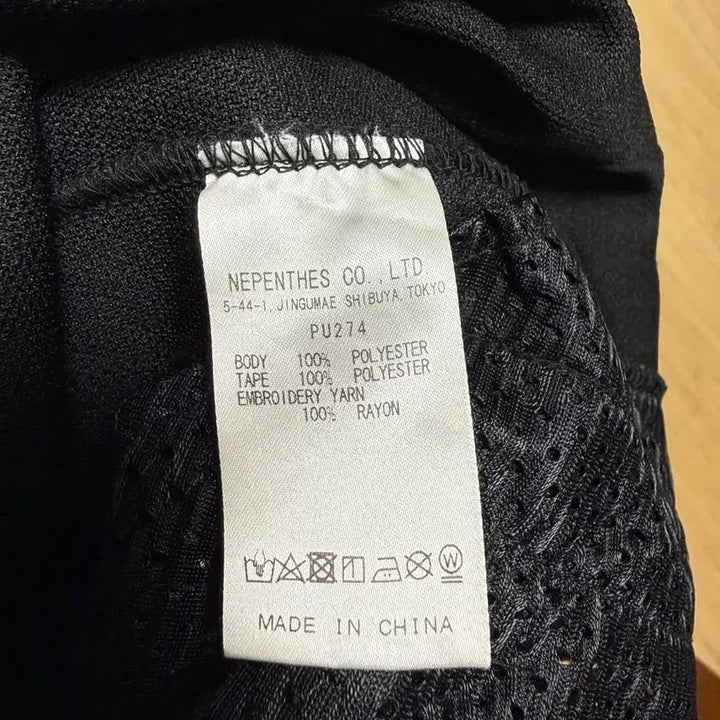 NEPENTHES CO.,LTD.
5-44-1, JINGUMAE SHIBUYA, TOKYO
PU274
BODY 100% POLYESTER
TAPE 100% POLYESTER
EMBROIDERY YARN
100% RAYON
W
MADE IN CHINA